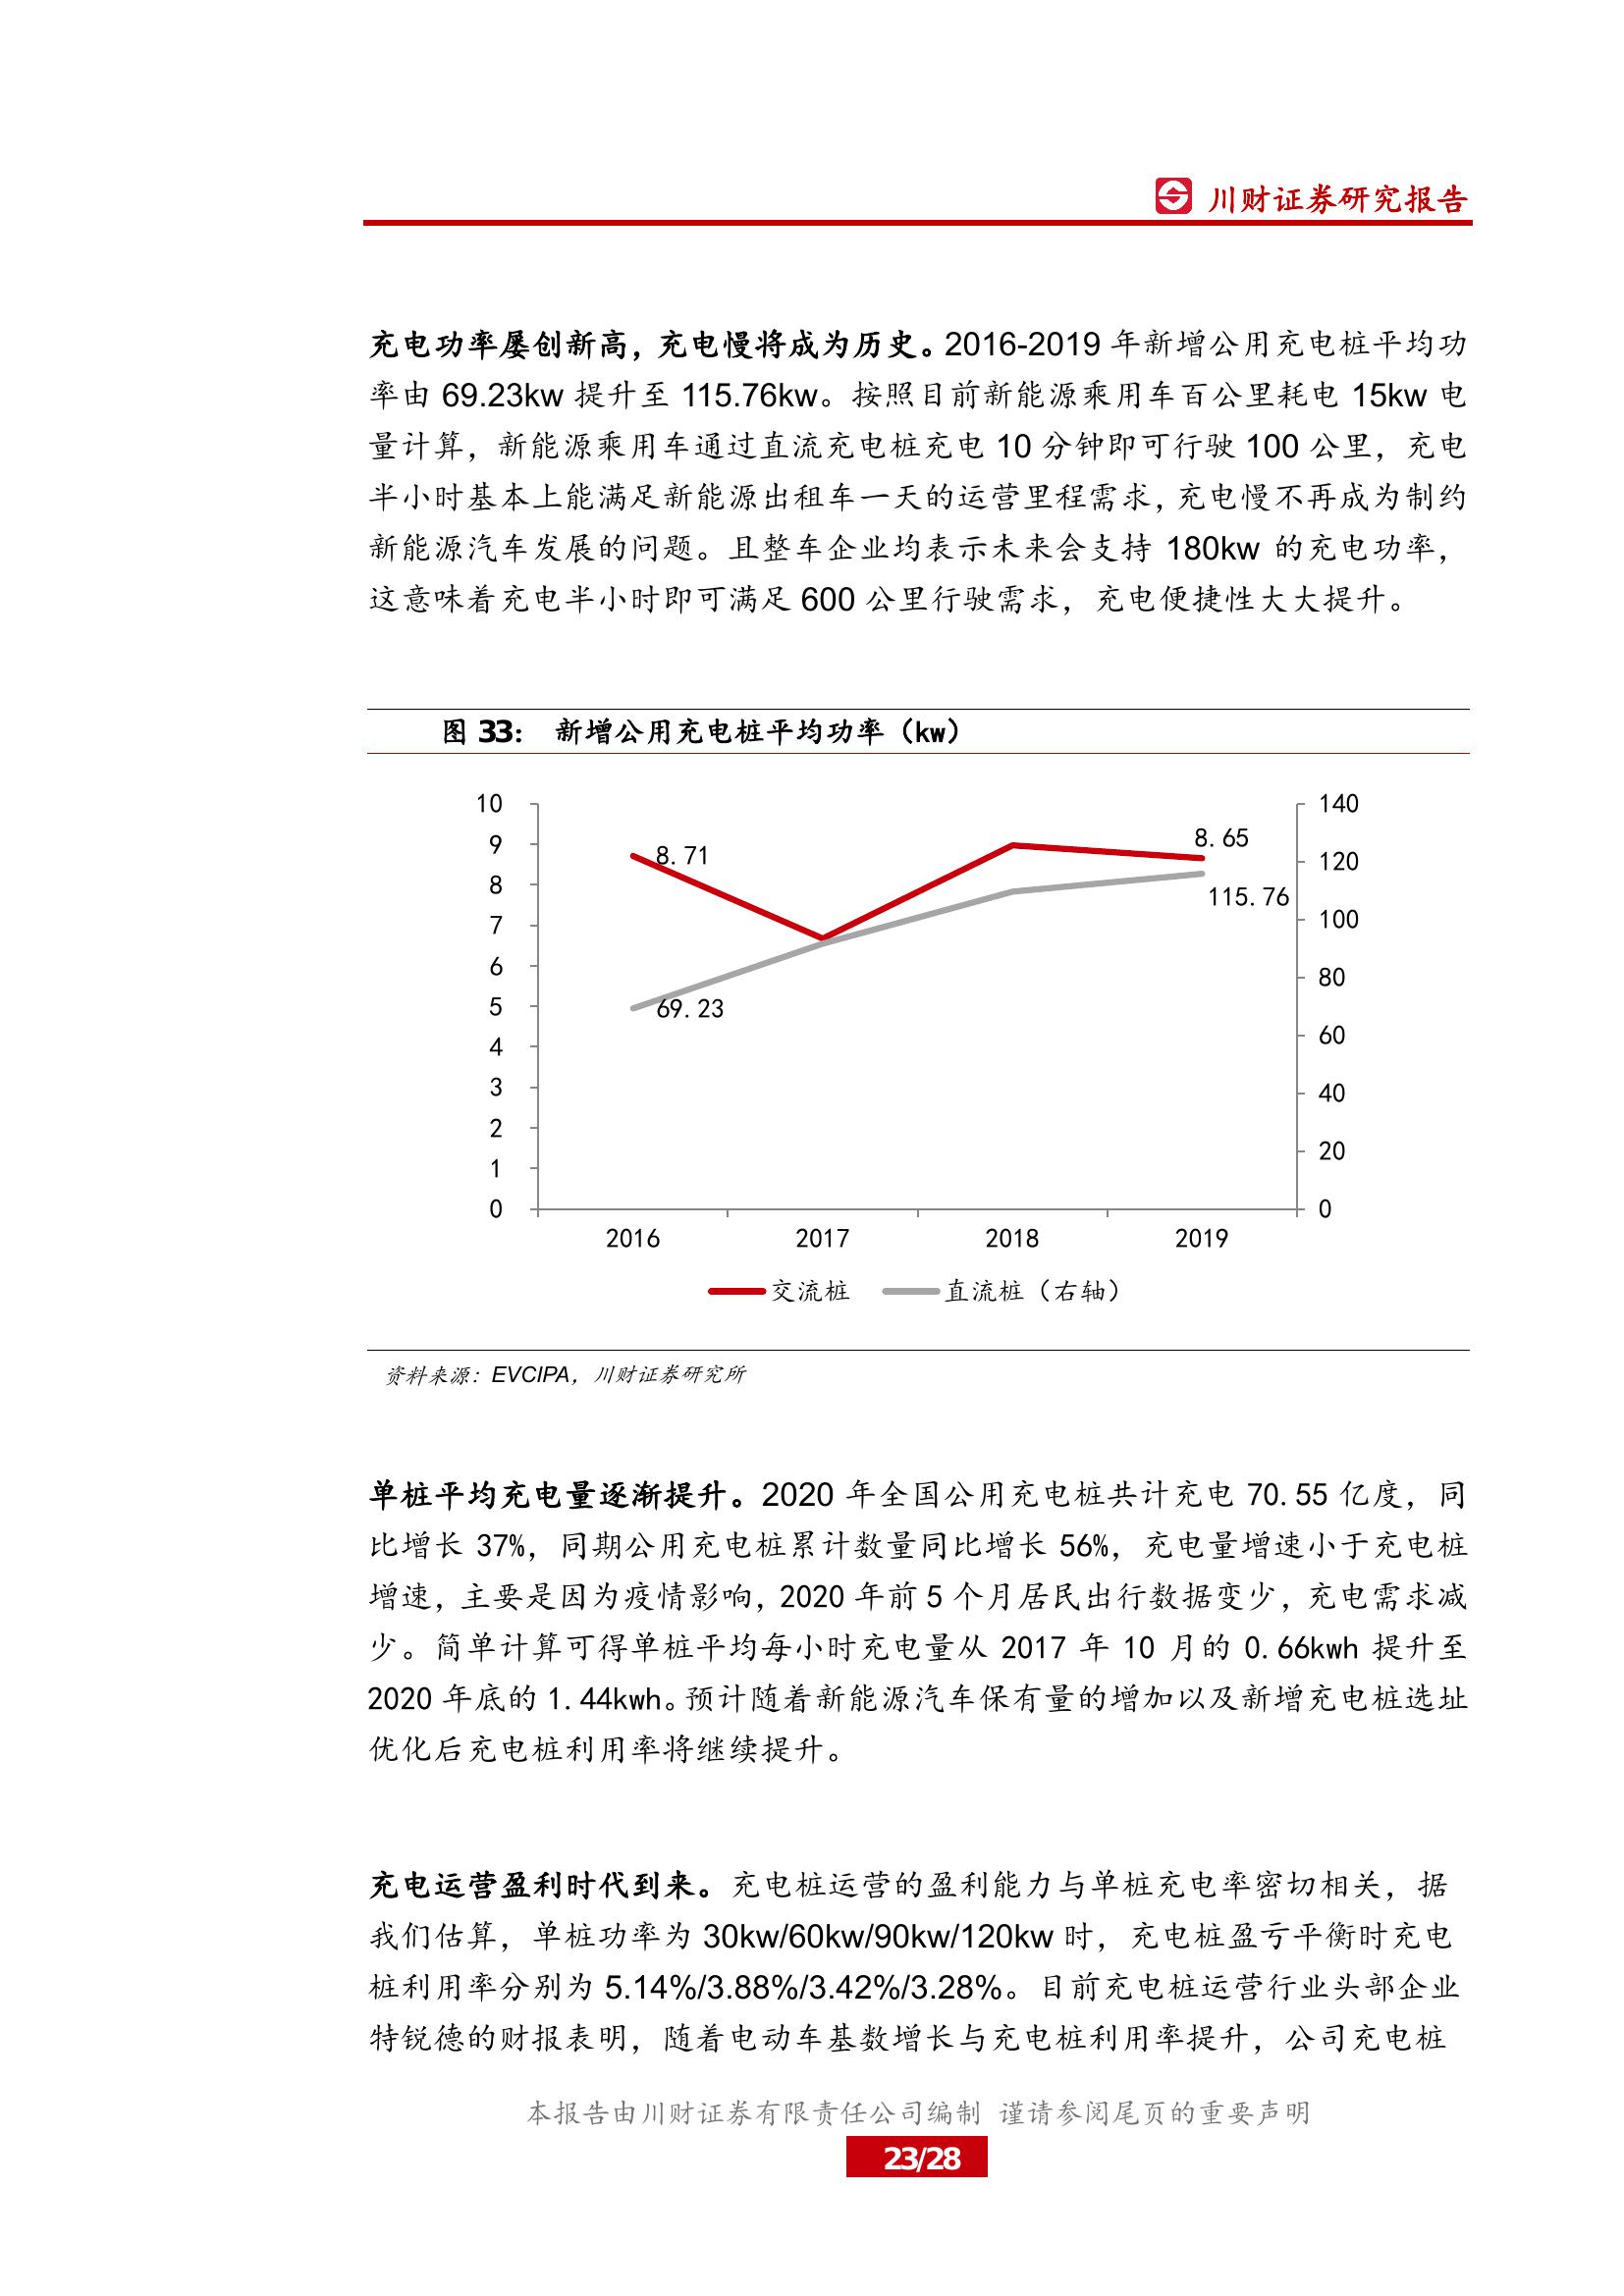 川财证券研究报告
充电功率屡创新高，充电慢将成为历史。2016-2019 年新增公用充电桩平均功
率由 69.23kw 提升至 115.76kw。按照目前新能源乘用车百公里耗电 15kw 电
量计算，新能源乘用车通过直流充电桩充电 10 分钟即可行驶 100 公里，充电
半小时基本上能满足新能源出租车一天的运营里程需求，充电慢不再成为制约
新能源汽车发展的问题。且整车企业均表示未来会支持 180kw 的充电功率，
这意味着充电半小时即可满足 600 公里行驶需求，充电便捷性大大提升。
图 33： 新增公用充电桩平均功率（kw）
10 140
9 8.71 8.65
8 120
7 115.76 100
6 80
5 69.23
4 60
3 40
2
1 20
0 0
2016 2017 2018 2019
交流桩 直流桩（右轴）
资料来源：EVCIPA，川财证券研究所
单桩平均充电量逐渐提升。2020 年全国公用充电桩共计充电 70.55 亿度，同
比增长 37%，同期公用充电桩累计数量同比增长 56%，充电量增速小于充电桩
增速，主要是因为疫情影响，2020 年前 5 个月居民出行数据变少，充电需求减
少。简单计算可得单桩平均每小时充电量从 2017 年 10 月的 0.66kwh 提升至
2020 年底的 1.44kwh。预计随着新能源汽车保有量的增加以及新增充电桩选址
优化后充电桩利用率将继续提升。
充电运营盈利时代到来。充电桩运营的盈利能力与单桩充电率密切相关，据
我们估算，单桩功率为 30kw/60kw/90kw/120kw 时，充电桩盈亏平衡时充电
桩利用率分别为 5.14%/3.88%/3.42%/3.28%。目前充电桩运营行业头部企业
特锐德的财报表明，随着电动车基数增长与充电桩利用率提升，公司充电桩
本报告由川财证券有限责任公司编制 谨请参阅尾页的重要声明
23/28